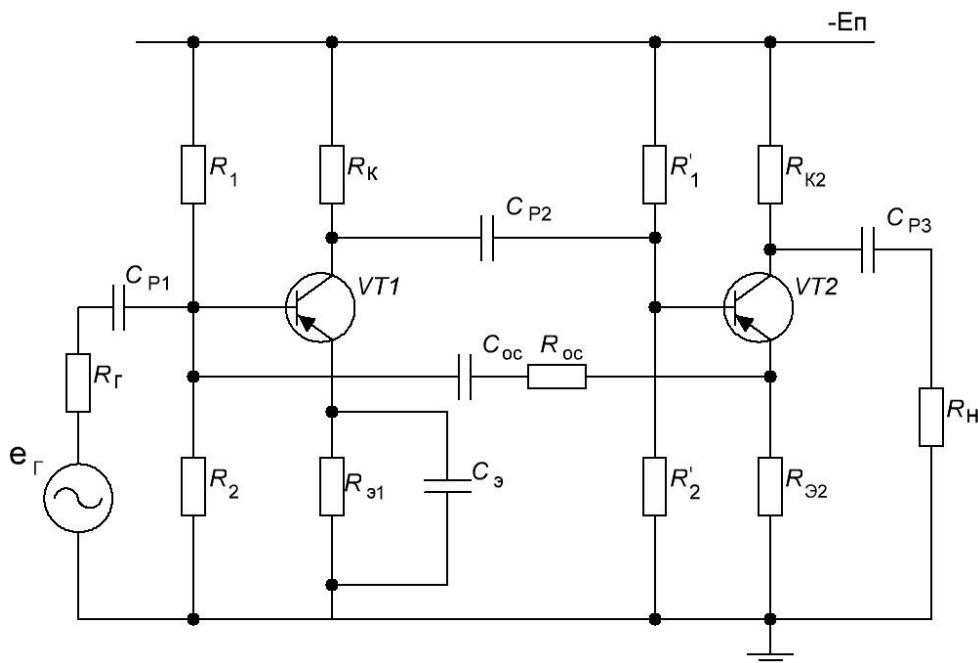 -Eп
R1
RК
R'1
RК2
CР2
CР3
CР1
VT1
VT2
Cос Rос
RГ
RН
eГ
R2
Rэ1
Cэ
R'2
RЭ2